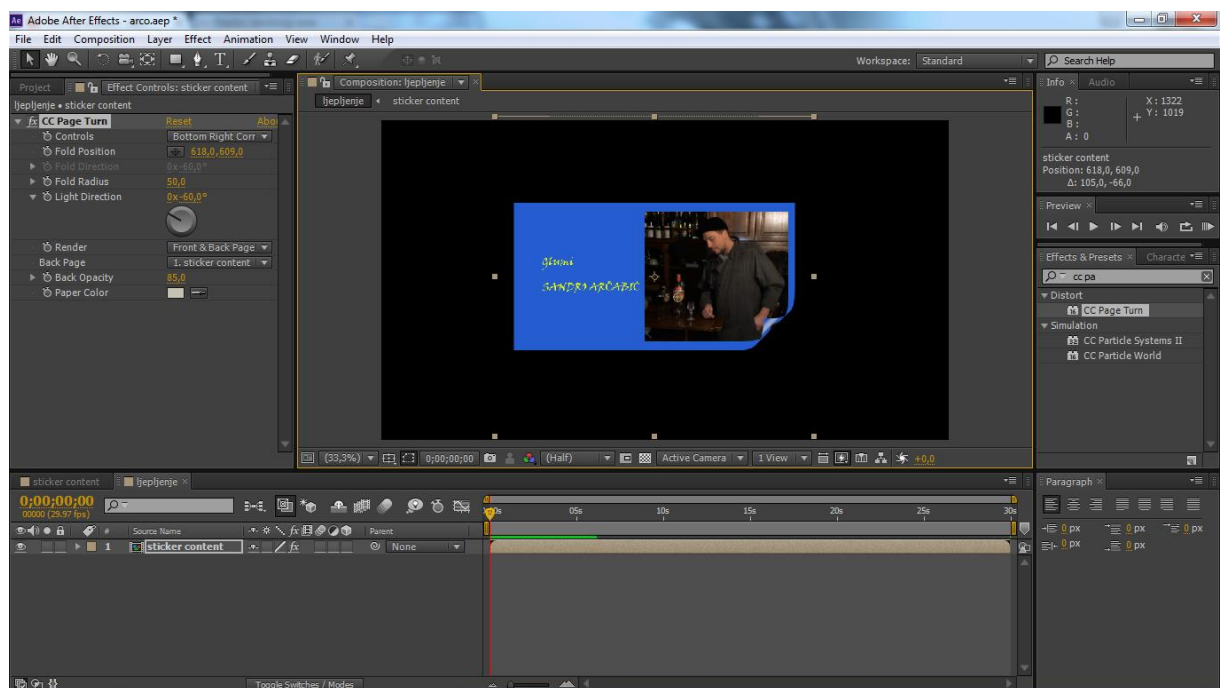 Adobe After Effects - arco.aep *
File Edit Composition Layer Effect Animation View Window Help
Workspace: Standard
Search Help
Project Effect Controls: sticker content
ljepljenje • sticker content
fx CC Page Turn Reset Abou
Controls Bottom Right Corr
Fold Position 618,0,609,0
Fold Direction 0x-60,0°
Fold Radius 50,0
Light Direction 0x-60,0°
Render Front & Back Page
Back Page 1. sticker content
Back Opacity 85,0
Paper Color
Composition: ljepljenje
ljepljenje sticker content
Glumi
SANDRO ARČABIĆ
(33,3%) 0;00;00;00 (Half) Active Camera 1 View +0,0
Info Audio
R: X: 1322
G: Y: 1019
B:
A: 0
sticker content
Position: 618,0, 609,0
Δ: 105,0, -66,0
Preview
Effects & Presets Characte
cc pa
Distort
CC Page Turn
Simulation
CC Particle Systems II
CC Particle World
sticker content ljepljenje
0;00;00;00
00000 (29.97 fps)
# Source Name Parent
1 sticker content fx None
05s 10s 15s 20s 25s 30s
Toggle Switches / Modes
Paragraph
0 px 0 px 0 px
0 px 0 px